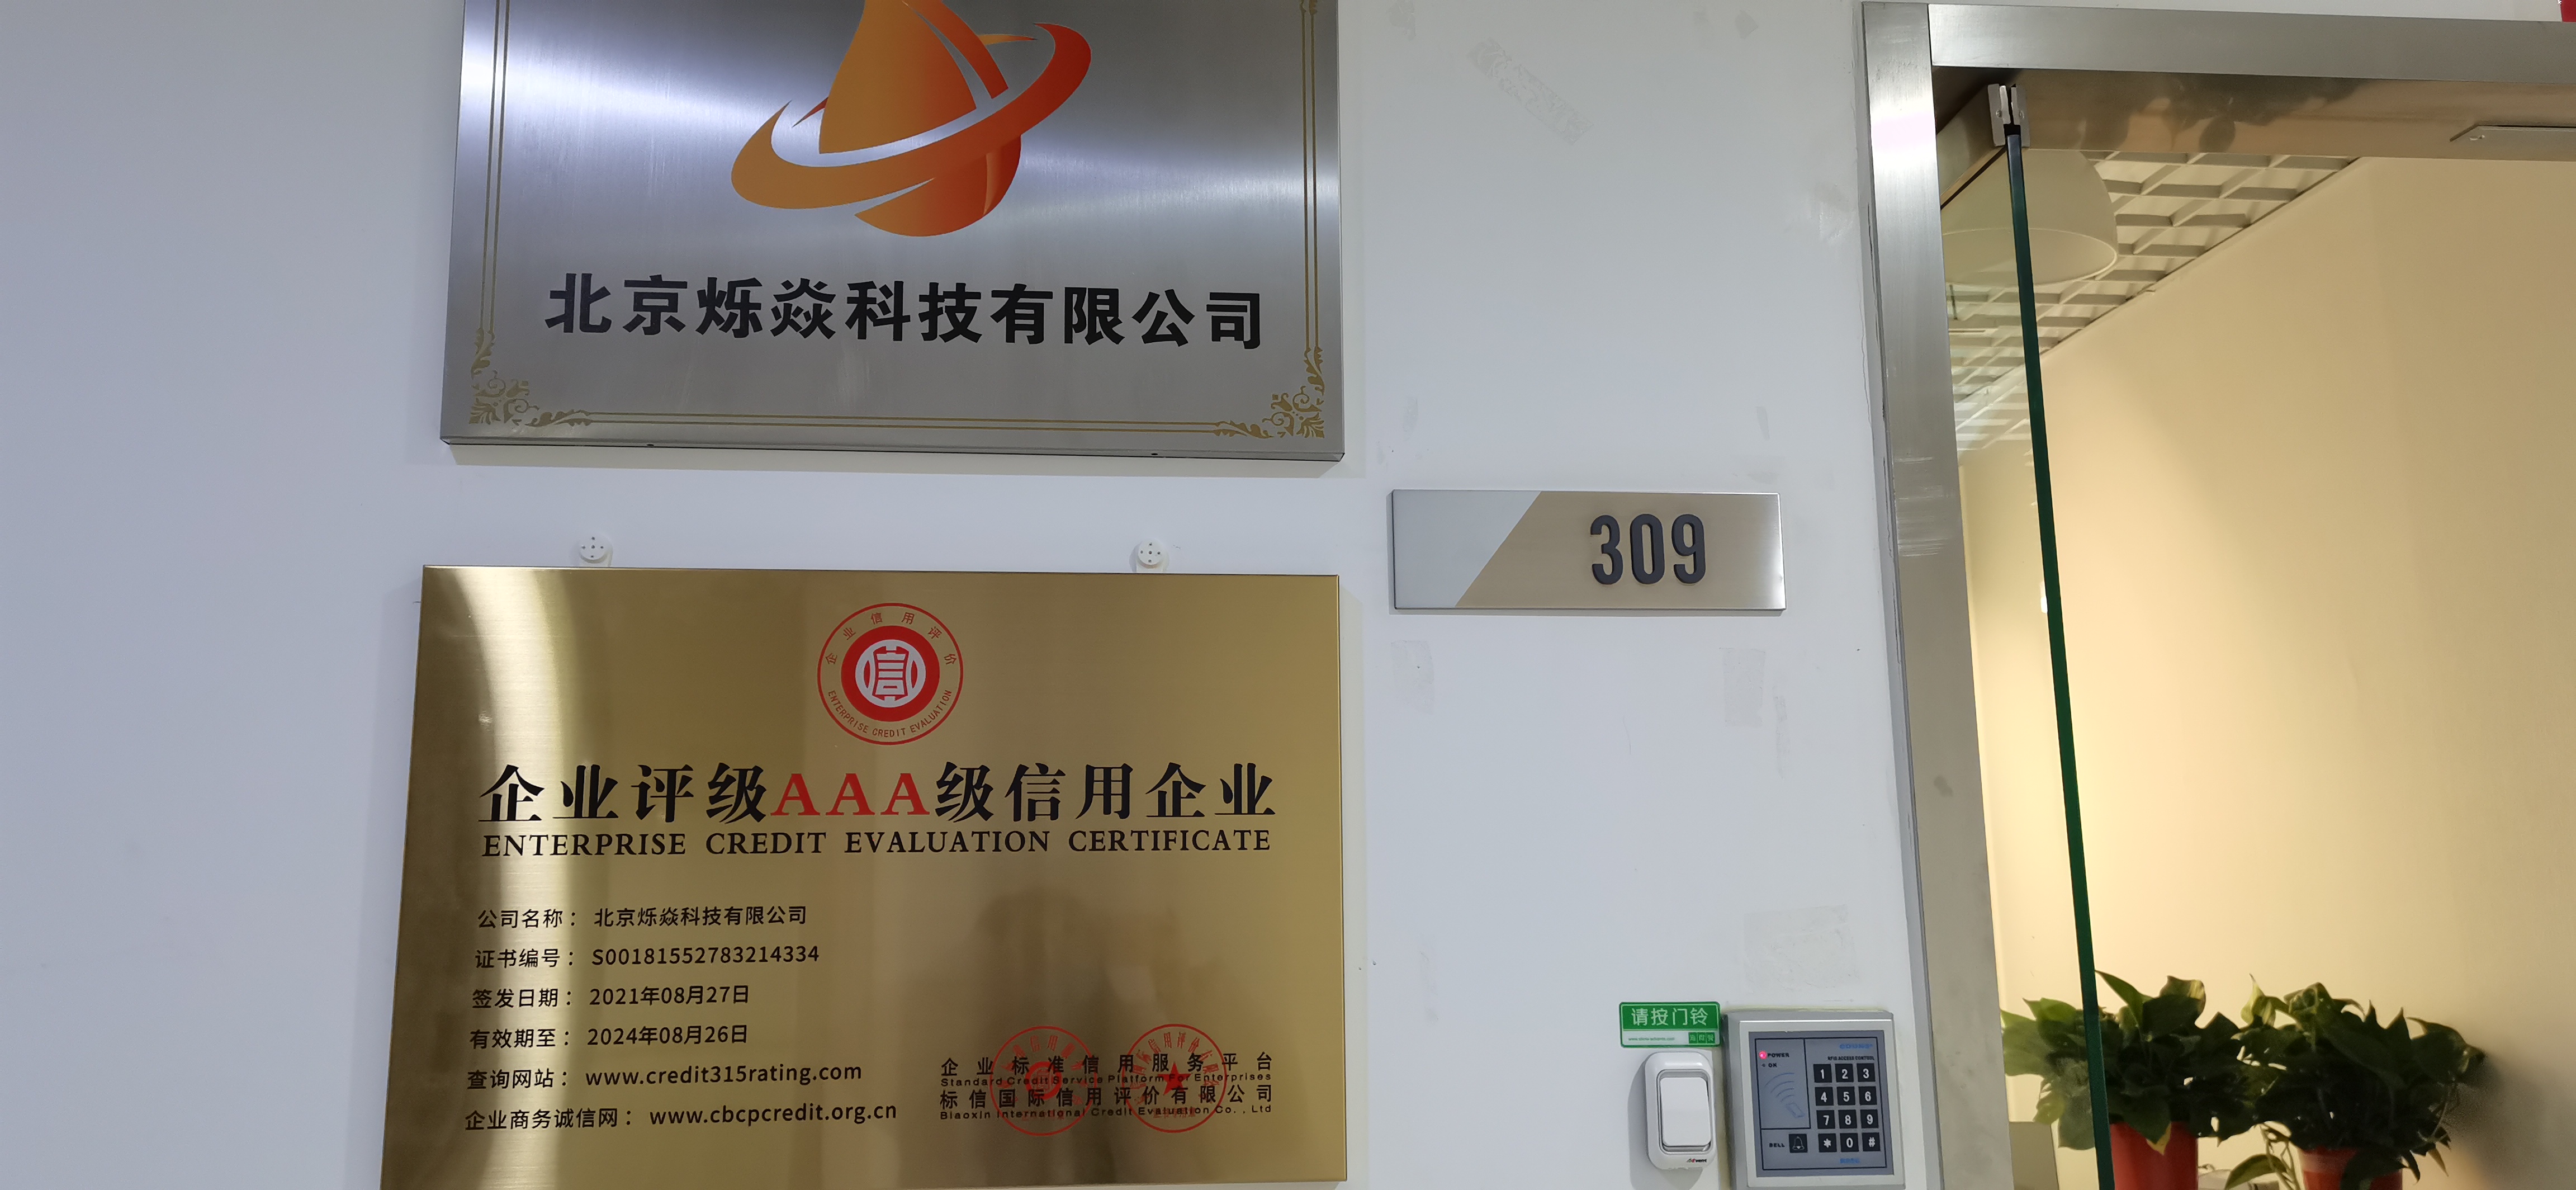 北京烁焱科技有限公司
309
企业信用评价
信
ENTERPRISE CREDIT EVALUATION
企业评级AAA级信用企业
ENTERPRISE CREDIT EVALUATION CERTIFICATE
公司名称： 北京烁焱科技有限公司
证书编号： S00181552783214334
签发日期： 2021年08月27日
有效期至： 2024年08月26日
查询网站： www.credit315rating.com
企业商务诚信网： www.cbcpcredit.org.cn
企业标准信用服务平台
Standard Credit Service Platform For Enterprises
标信国际信用评价有限公司
Biaoxin International Credit Evaluation Co.,Ltd
请按门铃
POWER
OK
RFID ACCESS CONTROL
1 2 3
4 5 6
7 8 9
BELL
* 0 #